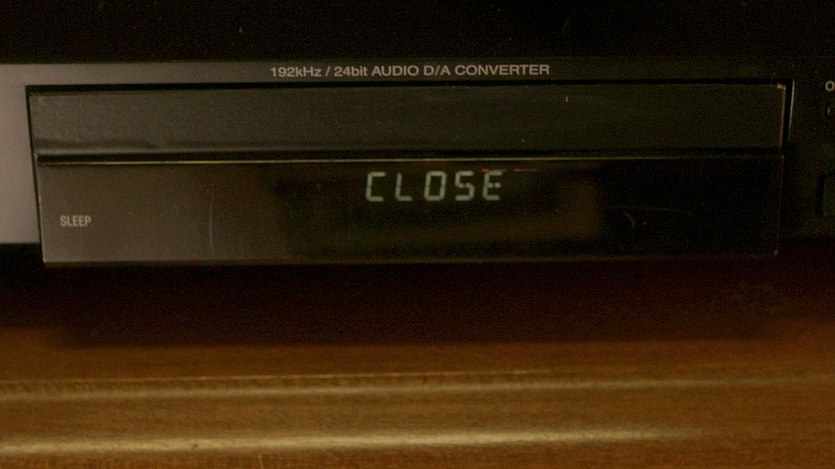 192kHz / 24bit AUDIO D/A CONVERTER
CLOSE
SLEEP